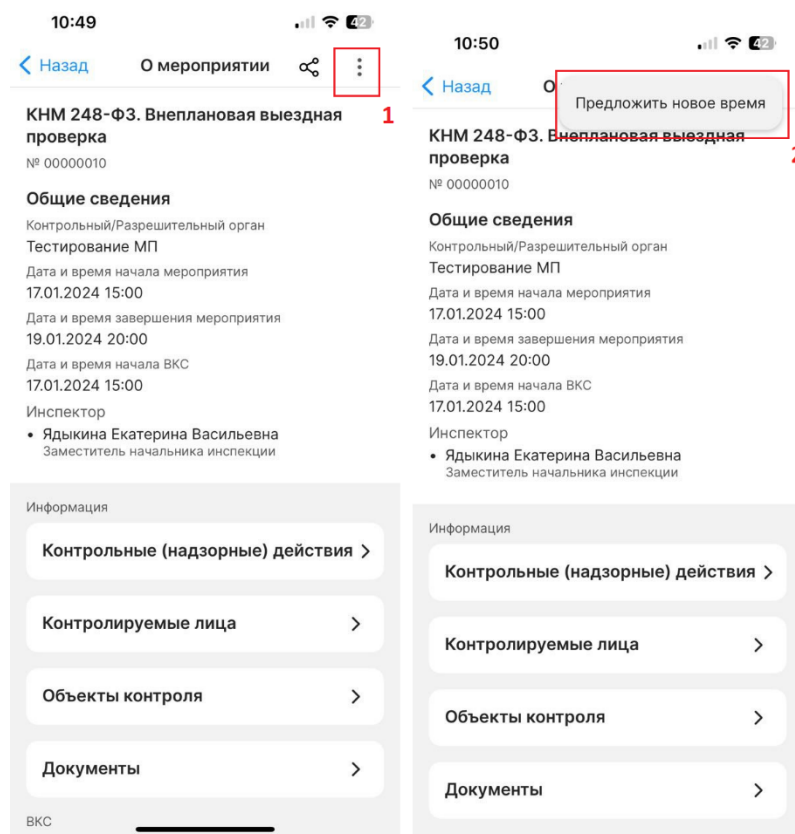 10:49
42
Назад
О мероприятии
1
КНМ 248-ФЗ. Внеплановая выездная
проверка
№ 00000010
Общие сведения
Контрольный/Разрешительный орган
Тестирование МП
Дата и время начала мероприятия
17.01.2024 15:00
Дата и время завершения мероприятия
19.01.2024 20:00
Дата и время начала ВКС
17.01.2024 15:00
Инспектор
• Ядыкина Екатерина Васильевна
Заместитель начальника инспекции
Информация
Контрольные (надзорные) действия
Контролируемые лица
Объекты контроля
Документы
ВКС
10:50
42
Назад
О
Предложить новое время
КНМ 248-ФЗ. Внеплановая выездная
проверка
№ 00000010
Общие сведения
Контрольный/Разрешительный орган
Тестирование МП
Дата и время начала мероприятия
17.01.2024 15:00
Дата и время завершения мероприятия
19.01.2024 20:00
Дата и время начала ВКС
17.01.2024 15:00
Инспектор
• Ядыкина Екатерина Васильевна
Заместитель начальника инспекции
Информация
Контрольные (надзорные) действия
Контролируемые лица
Объекты контроля
Документы